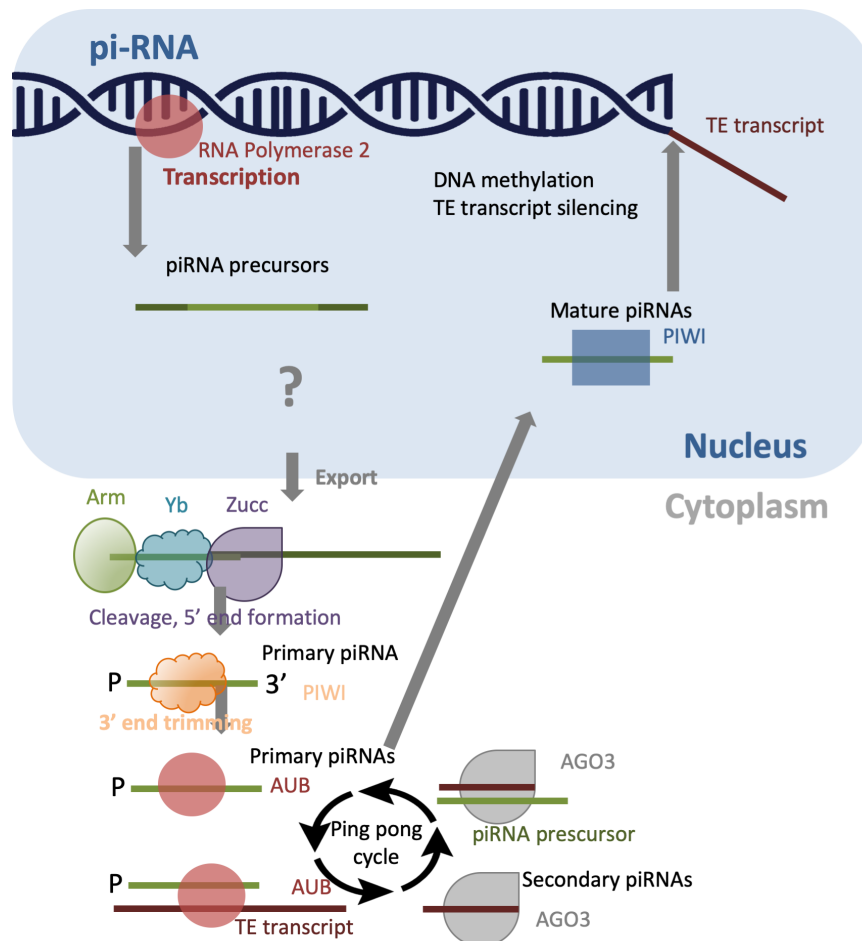 pi-RNA
TE transcript
RNA Polymerase 2
Transcription
DNA methylation
TE transcript silencing
piRNA precursors
Mature piRNAs
PIWI
?
Nucleus
Export
Cytoplasm
Arm
Yb
Zucc
Cleavage, 5' end formation
Primary piRNA
P
3'
PIWI
3' end trimming
Primary piRNAs
P
AUB
AGO3
piRNA prescursor
Ping pong
cycle
P
AUB
TE transcript
Secondary piRNAs
AGO3